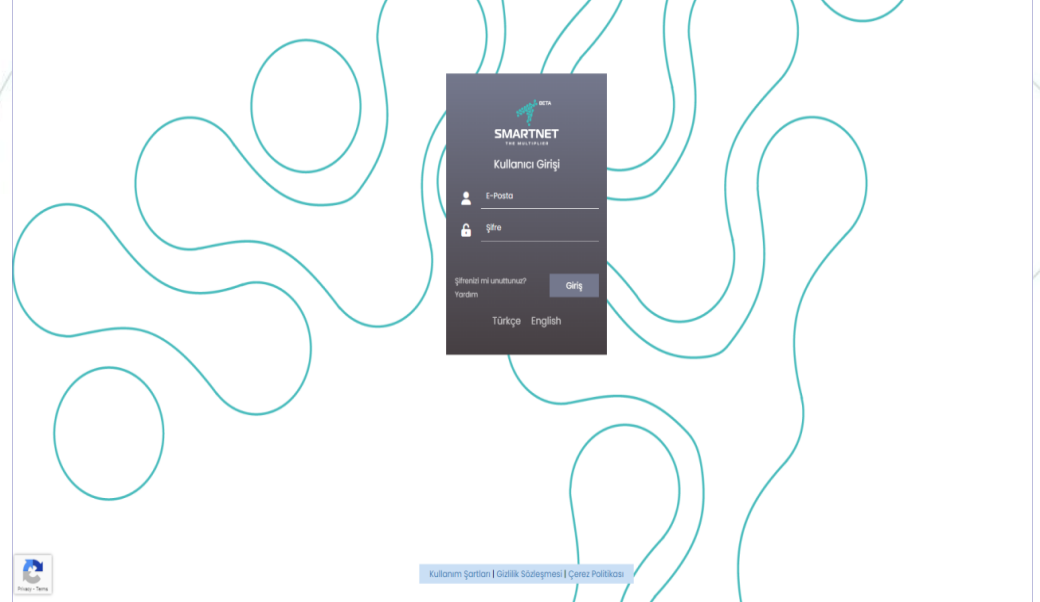 BETA
SMARTNET
THE MULTIPLIER
Kullanıcı Girişi
E-Posta
Şifre
Şifrenizi mi unuttunuz?
Giriş
Yardım
Türkçe English
Kullanım Şartları | Gizlilik Sözleşmesi | Çerez Politikası
Privacy - Terms